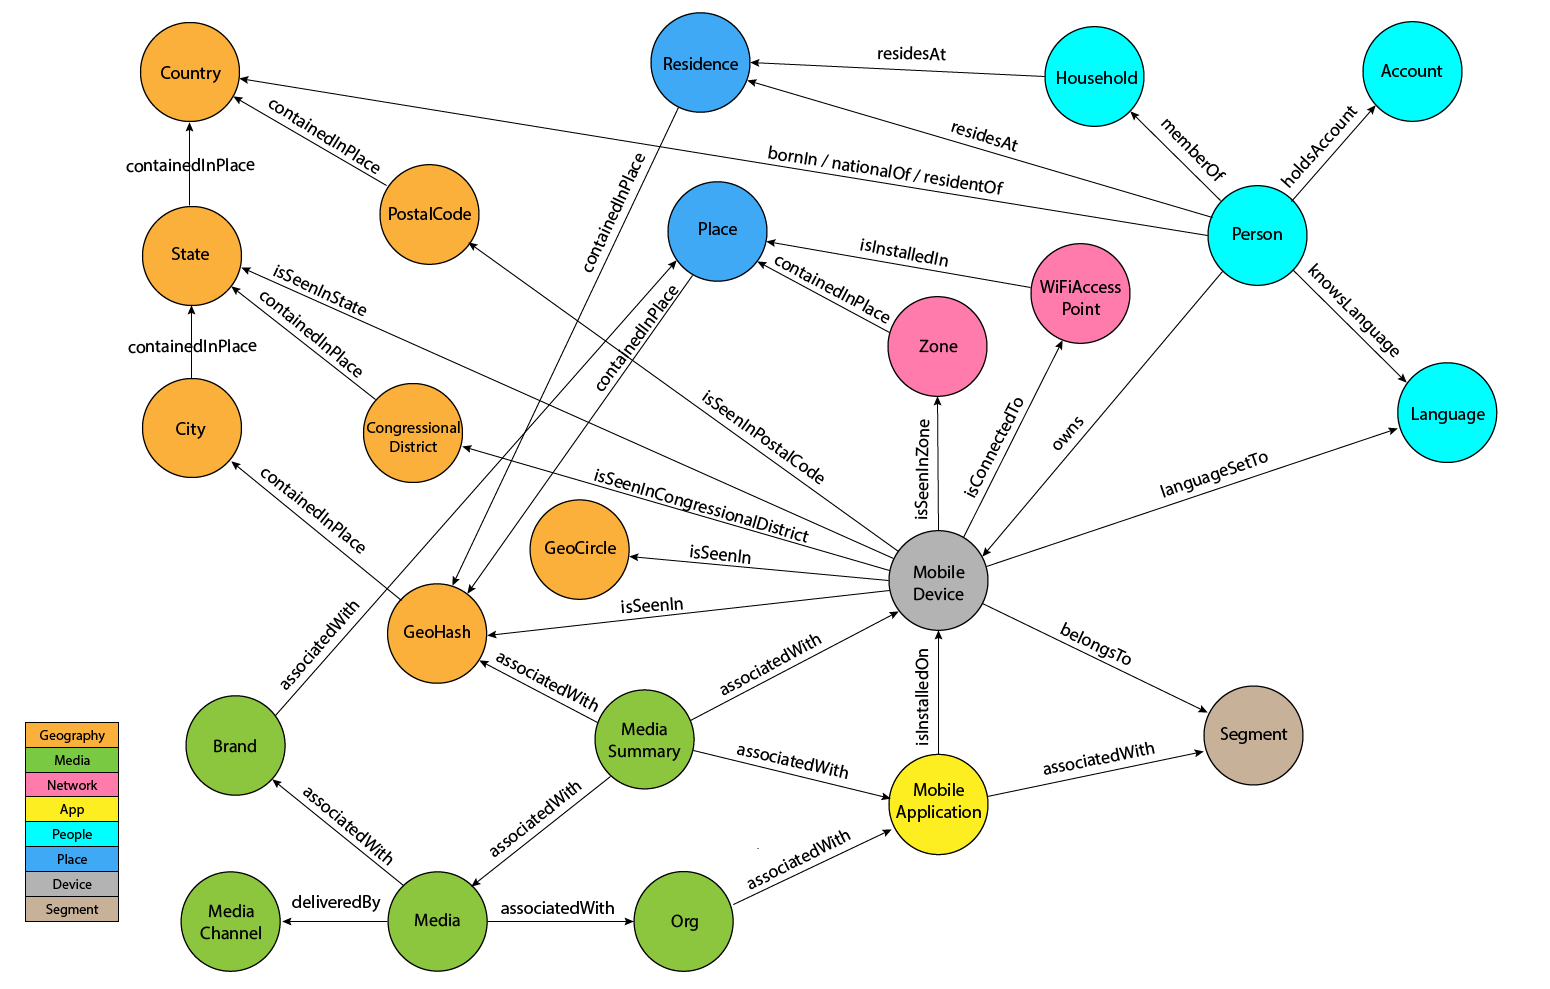 Country
Residence
Household
Account
residesAt
containedInPlace
containedInPlace
residesAt
memberOf
holdsAccount
bornIn / nationalOf / residentOf
containedInPlace
PostalCode
Place
Person
State
isInstalledIn
containedInPlace
WiFiAccess
Point
knowsLanguage
isSeenInState
containedInPlace
containedInPlace
containedInPlace
Zone
City
Congressional
District
isSeenInPostalCode
isSeenInZone
isConnectedTo
owns
Language
languageSetTo
containedInPlace
isSeenInCongressionalDistrict
GeoCircle
isSeenIn
Mobile
Device
isSeenIn
GeoHash
associatedWith
associatedWith
associatedWith
isInstalledOn
belongsTo
Brand
Media
Summary
Segment
associatedWith
associatedWith
Mobile
Application
associatedWith
associatedWith
associatedWith
Media
Channel
deliveredBy
Media
associatedWith
Org
Geography
Media
Network
App
People
Place
Device
Segment